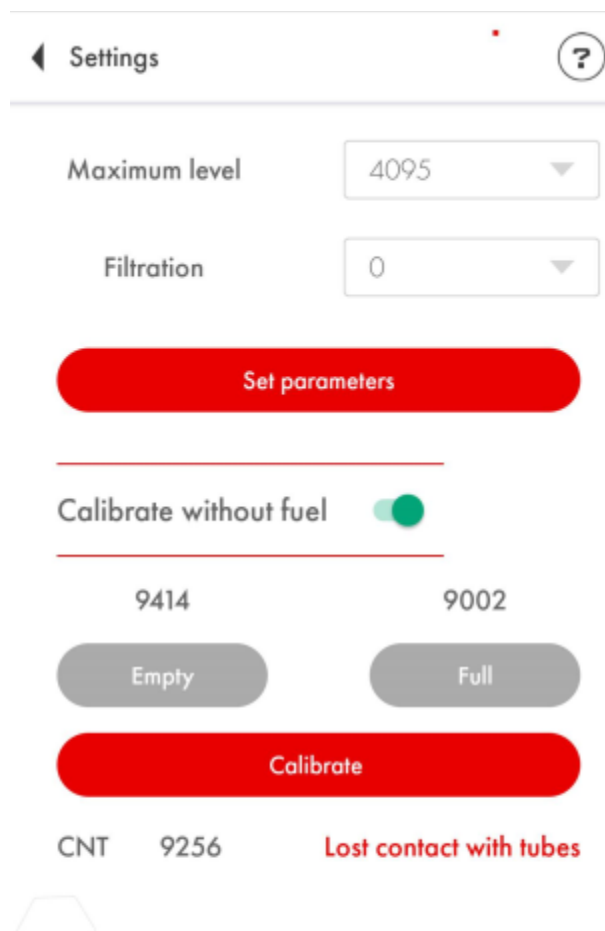 Settings ?
Maximum level 4095
Filtration 0
Set parameters
Calibrate without fuel
9414 9002
Empty Full
Calibrate
CNT 9256 Lost contact with tubes